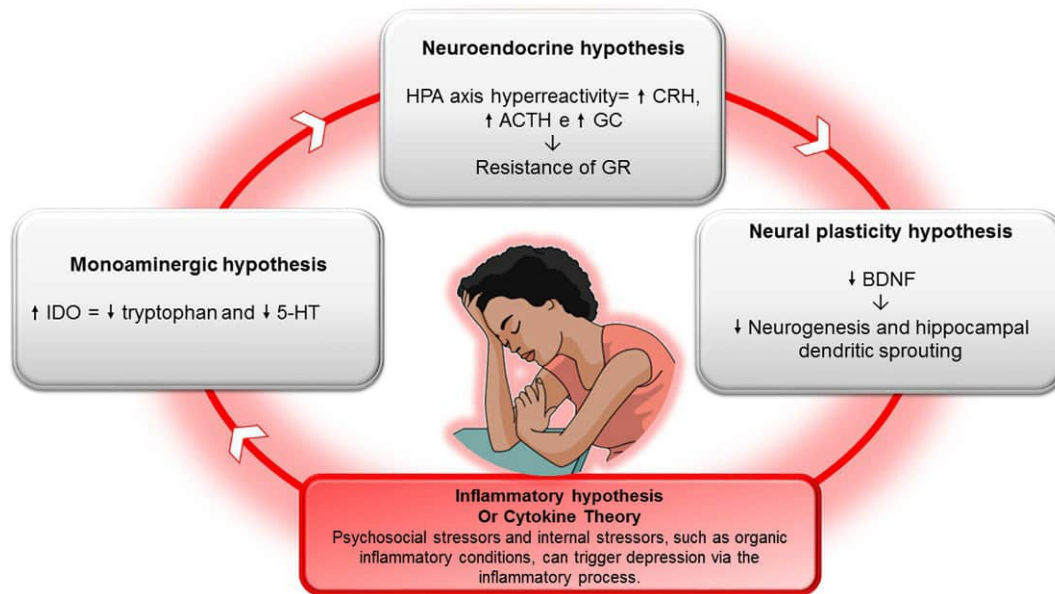 Neuroendocrine hypothesis
HPA axis hyperreactivity= ↑ CRH,
↑ ACTH e ↑ GC
↓
Resistance of GR
Monoaminergic hypothesis
↑ IDO = ↓ tryptophan and ↓ 5-HT
Neural plasticity hypothesis
↓ BDNF
↓
↓ Neurogenesis and hippocampal
dendritic sprouting
Inflammatory hypothesis
Or Cytokine Theory
Psychosocial stressors and internal stressors, such as organic
inflammatory conditions, can trigger depression via the
inflammatory process.